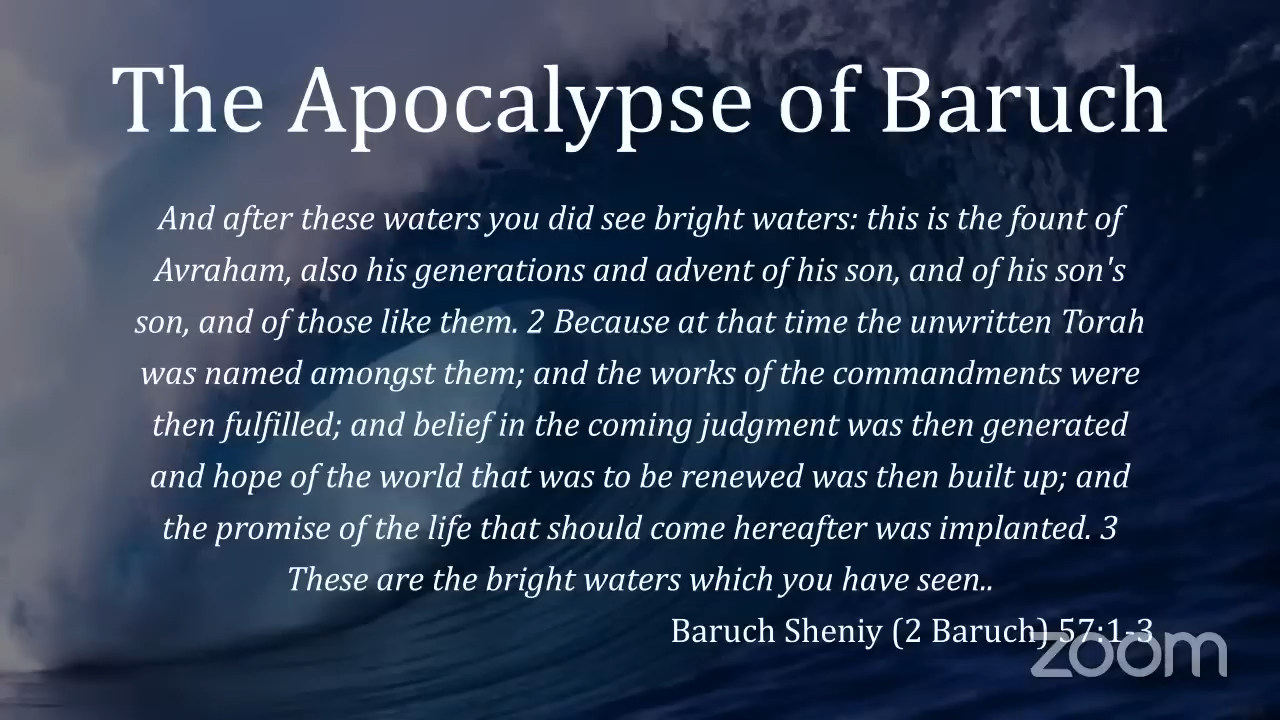 The Apocalypse of Baruch
And after these waters you did see bright waters: this is the fount of
Avraham, also his generations and advent of his son, and of his son's
son, and of those like them. 2 Because at that time the unwritten Torah
was named amongst them; and the works of the commandments were
then fulfilled; and belief in the coming judgment was then generated
and hope of the world that was to be renewed was then built up; and
the promise of the life that should come hereafter was implanted. 3
These are the bright waters which you have seen..
Baruch Sheniy (2 Baruch) 57:1-3
zoom